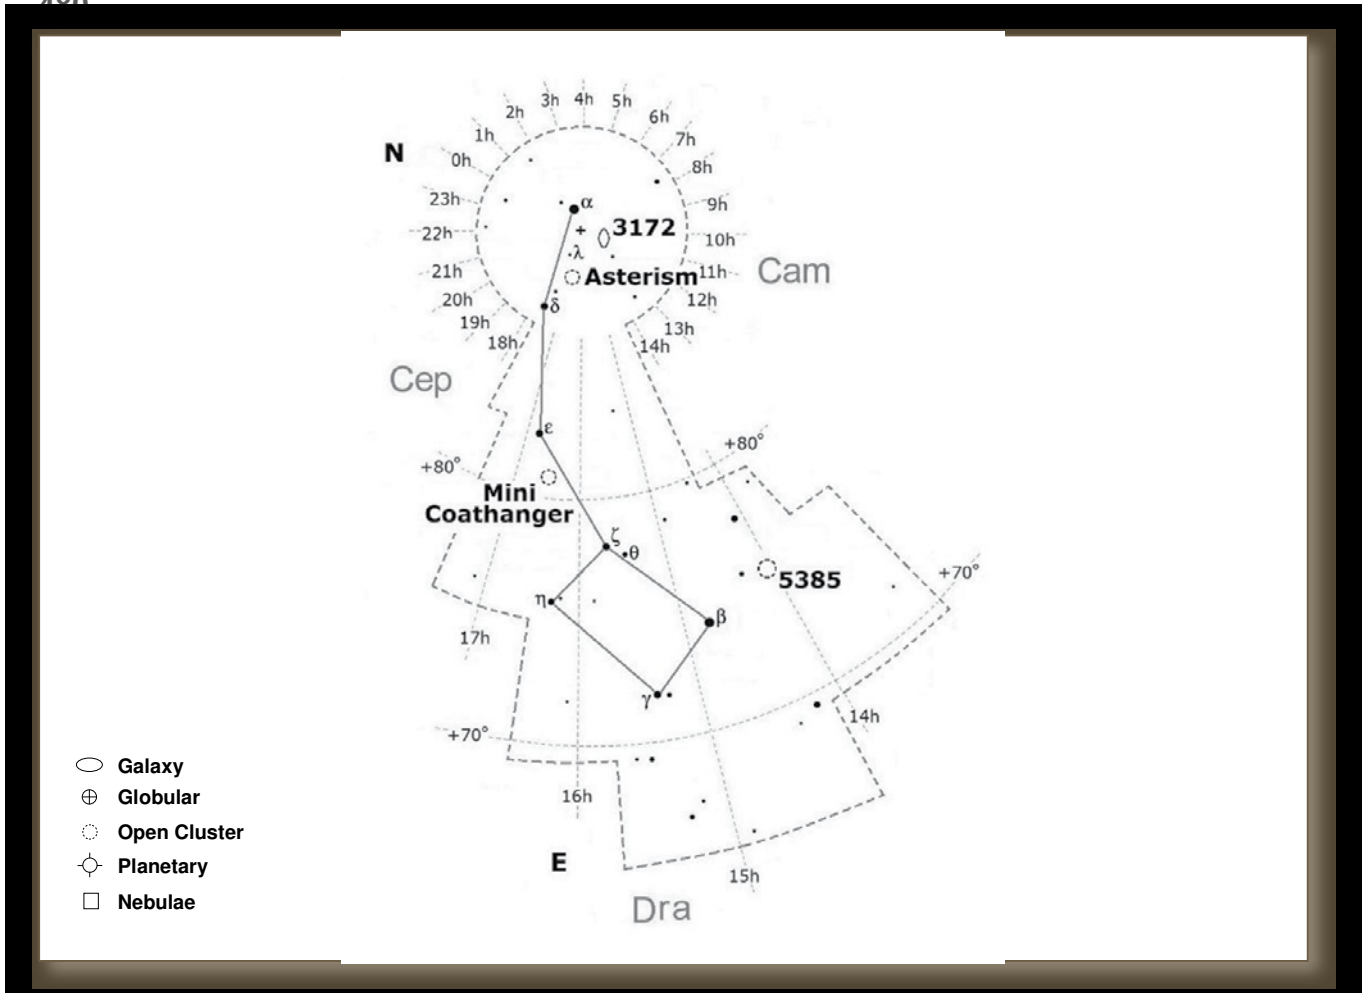 3h 4h 5h
2h 6h
1h 7h
N 0h 8h
23h α 9h
3172
22h 10h
λ
21h Asterism 11h Cam
20h δ 12h
19h 13h
18h 14h
Cep
ε
+80° +80°
Mini
Coathanger
ζ
θ
+70°
5385
η
β
17h
γ
14h
+70°
Galaxy
16h
Globular
Open Cluster
E
Planetary
15h
Nebulae
Dra